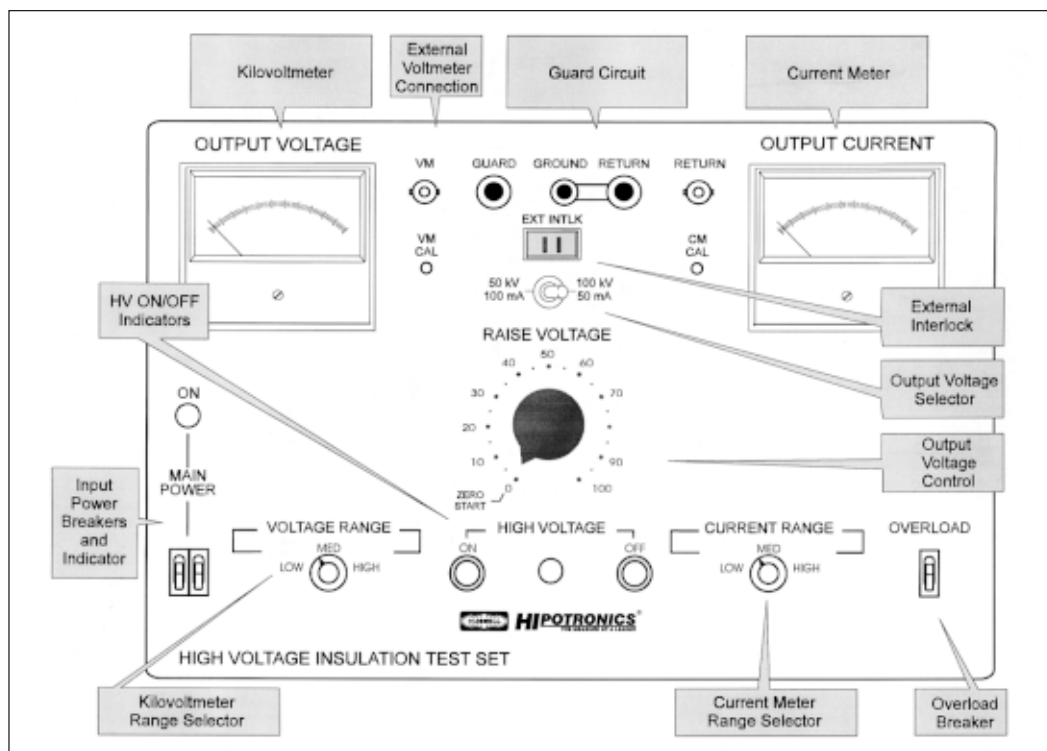 Kilovoltmeter
External
Voltmeter
Connection
Guard Circuit
Current Meter
OUTPUT VOLTAGE
OUTPUT CURRENT
VM
GUARD
GROUND
RETURN
RETURN
EXT INTLK
VM
CAL
CM
CAL
50 kV
100 mA
100 kV
50 mA
HV ON/OFF
Indicators
External
Interlock
RAISE VOLTAGE
Output Voltage
Selector
0
10
20
30
40
50
60
70
90
100
ZERO
START
Output
Voltage
Control
ON
MAIN
POWER
Input
Power
Breakers
and
Indicator
VOLTAGE RANGE
LOW
MED
HIGH
HIGH VOLTAGE
ON
OFF
CURRENT RANGE
LOW
MED
HIGH
OVERLOAD
HIPOTRONICS®
HIGH VOLTAGE INSULATION TEST SET
Kilovoltmeter
Range Selector
Current Meter
Range Selector
Overload
Breaker